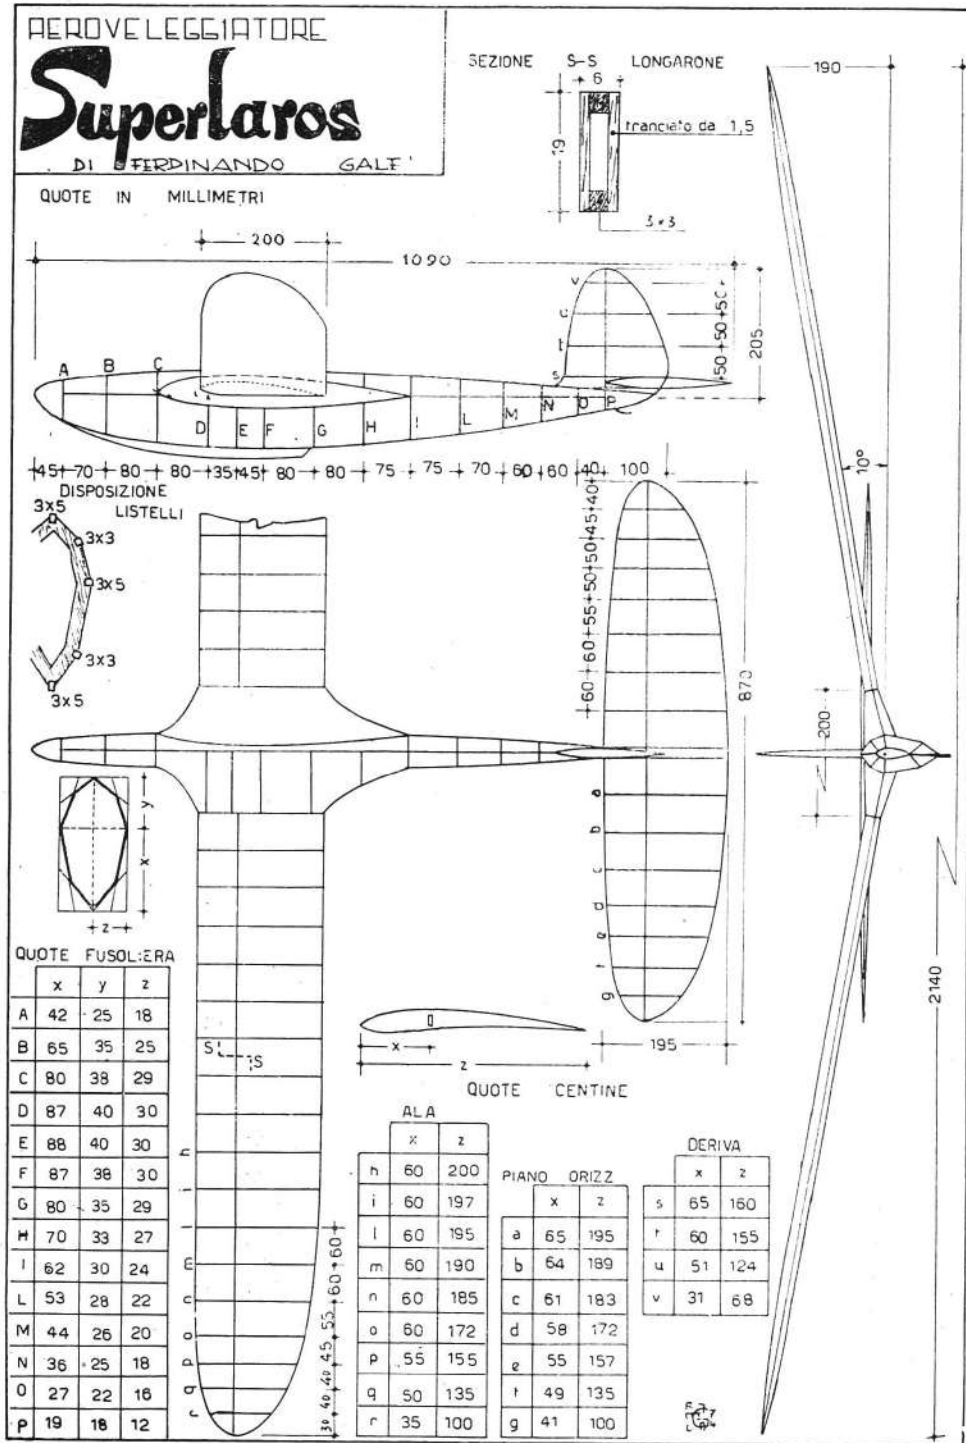 AEROVELEGGIATORE
Superlaros
DI FERDINANDO GALE'
QUOTE IN MILLIMETRI
SEZIONE S-S LONGARONE
6
tranciato da 1,5
19
3×3
190
200
1090
v
u
t
s
50+50+50
205
A B C
D E F G H I L M N O P
45 70 80 80 35 45 80 80 75 75 70 60 60 40 100
DISPOSIZIONE
LISTELLI
3x5
3x3
3x5
3x3
3x5
60 60 55 50 50 45 40
870
10°
200
2140
a
b
c
d
e
f
g
195
y
x
z
S
S
h
i
l
m
n
o
p
q
r
30 40 40 45 55 60 60
x
z
QUOTE FUSOLIERA
x y z
A 42 25 18
B 65 35 25
C 80 38 29
D 87 40 30
E 88 40 30
F 87 38 30
G 80 35 29
H 70 33 27
I 62 30 24
L 53 28 22
M 44 26 20
N 36 25 18
O 27 22 16
P 19 18 12
QUOTE CENTINE
ALA
x z
h 60 200
i 60 197
l 60 195
m 60 190
n 60 185
o 60 172
p 55 155
q 50 135
r 35 100
PIANO ORIZZ
x z
a 65 195
b 64 189
c 61 183
d 58 172
e 55 157
f 49 135
g 41 100
DERIVA
x z
s 65 160
t 60 155
u 51 124
v 31 68